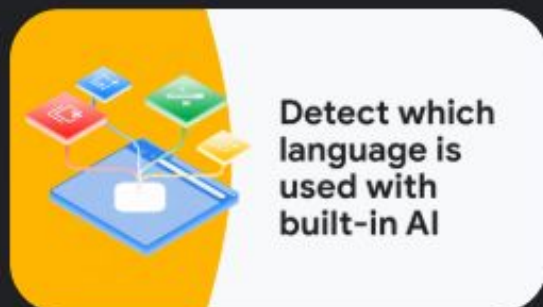 Detect which
language is
used with
built-in AI